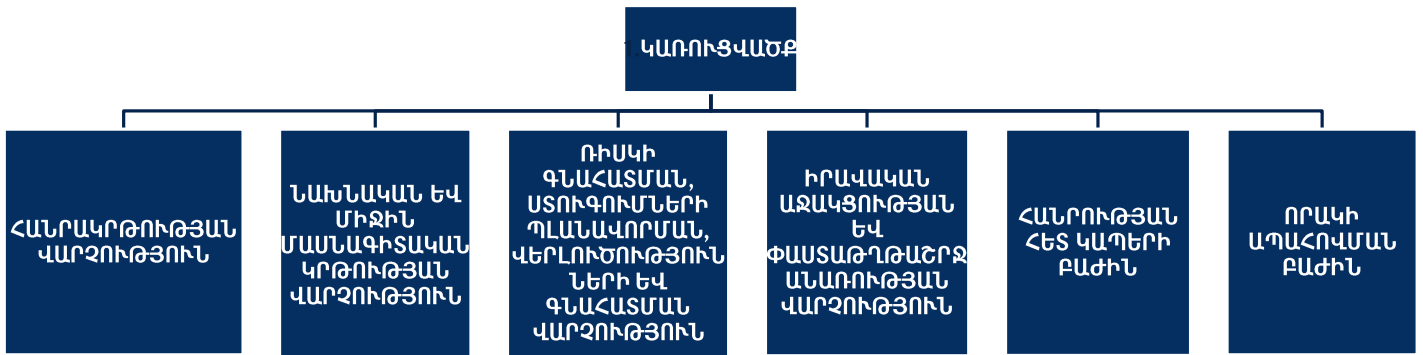 ԿԱՌՈՒՑՎԱԾՔ
ՀԱՆՐԱԿՐԹՈՒԹՅԱՆ
ՎԱՐՉՈՒԹՅՈՒՆ
ՆԱԽՆԱԿԱՆ ԵՎ
ՄԻՋԻՆ
ՄԱՍՆԱԳԻՏԱԿԱՆ
ԿՐԹՈՒԹՅԱՆ
ՎԱՐՉՈՒԹՅՈՒՆ
ՌԻՍԿԻ
ԳՆԱՀԱՏՄԱՆ,
ՍՏՈՒԳՈՒՄՆԵՐԻ
ՊԼԱՆԱՎՈՐՄԱՆ,
ՎԵՐԼՈՒԾՈՒԹՅՈՒՆ
ՆԵՐԻ ԵՎ
ԳՆԱՀԱՏՄԱՆ
ՎԱՐՉՈՒԹՅՈՒՆ
ԻՐԱՎԱԿԱՆ
ԱՋԱԿՑՈՒԹՅԱՆ
ԵՎ
ՓԱՍՏԱԹՂԹԱՇՐՋ
ԱՆԱՌՈՒԹՅԱՆ
ՎԱՐՉՈՒԹՅՈՒՆ
ՀԱՆՐՈՒԹՅԱՆ
ՀԵՏ ԿԱՊԵՐԻ
ԲԱԺԻՆ
ՈՐԱԿԻ
ԱՊԱՀՈՎՄԱՆ
ԲԱԺԻՆ